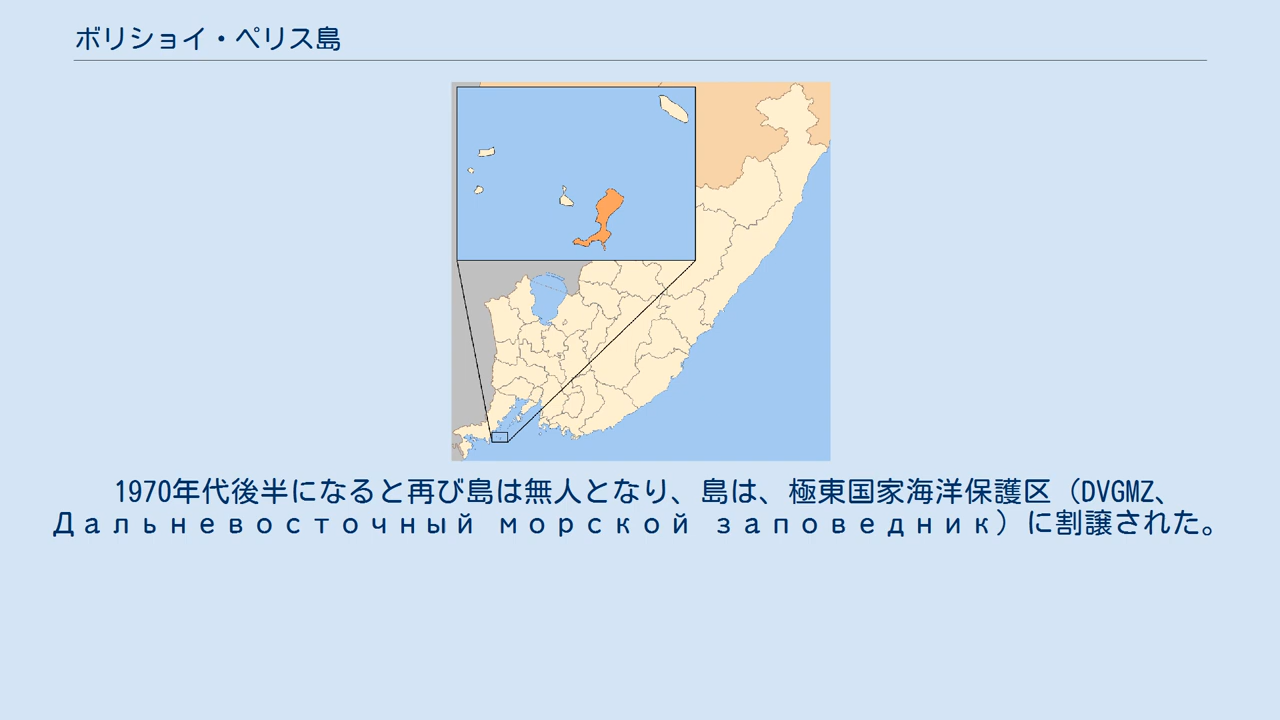 ボリショイ・ペリス島
1970年代後半になると再び島は無人となり、島は、極東国家海洋保護区（DVGMZ、
Дальневосточный морской заповедник）に割譲された。